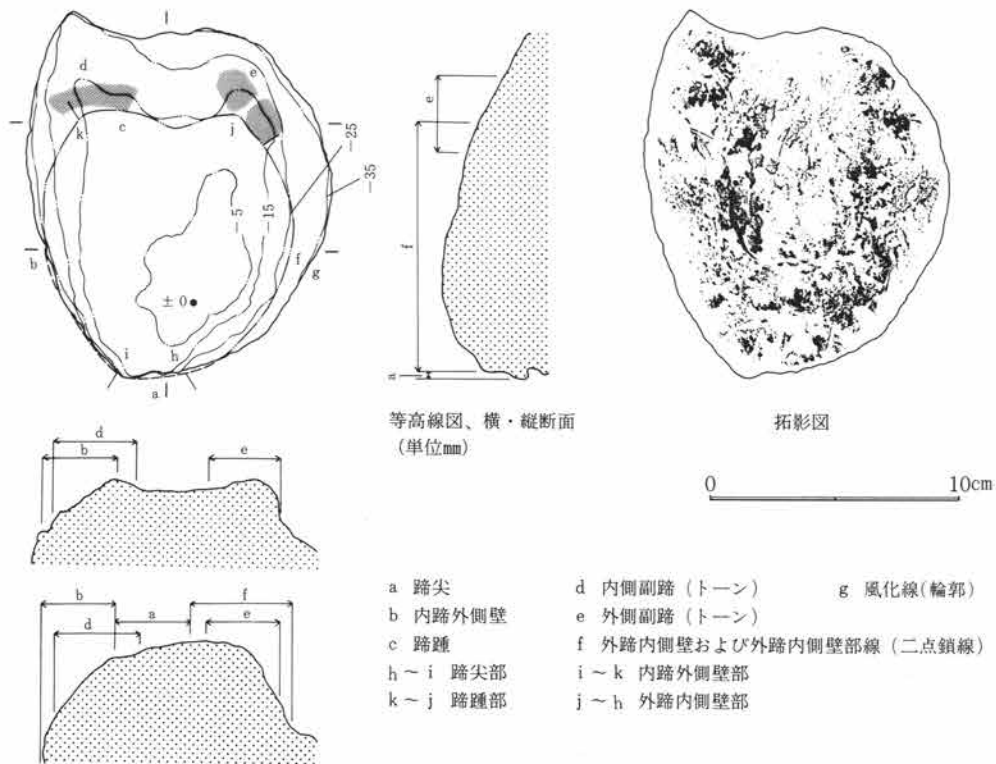 d
e
k
c
j
-25
-35
-5
-15
b
f
g
±0
i
h
a
e
f
a
等高線図、横・縦断面
(単位mm)
拓影図
0 10cm
d
b
e
b
f
a
d
e
a 蹄尖
b 内蹄外側壁
c 蹄踵
h～i 蹄尖部
k～j 蹄踵部
d 内側副蹄 (トーン)
e 外側副蹄 (トーン)
f 外蹄内側壁および外蹄内側壁部線 (二点鎖線)
i～k 内蹄外側壁部
j～h 外蹄内側壁部
g 風化線(輪郭)